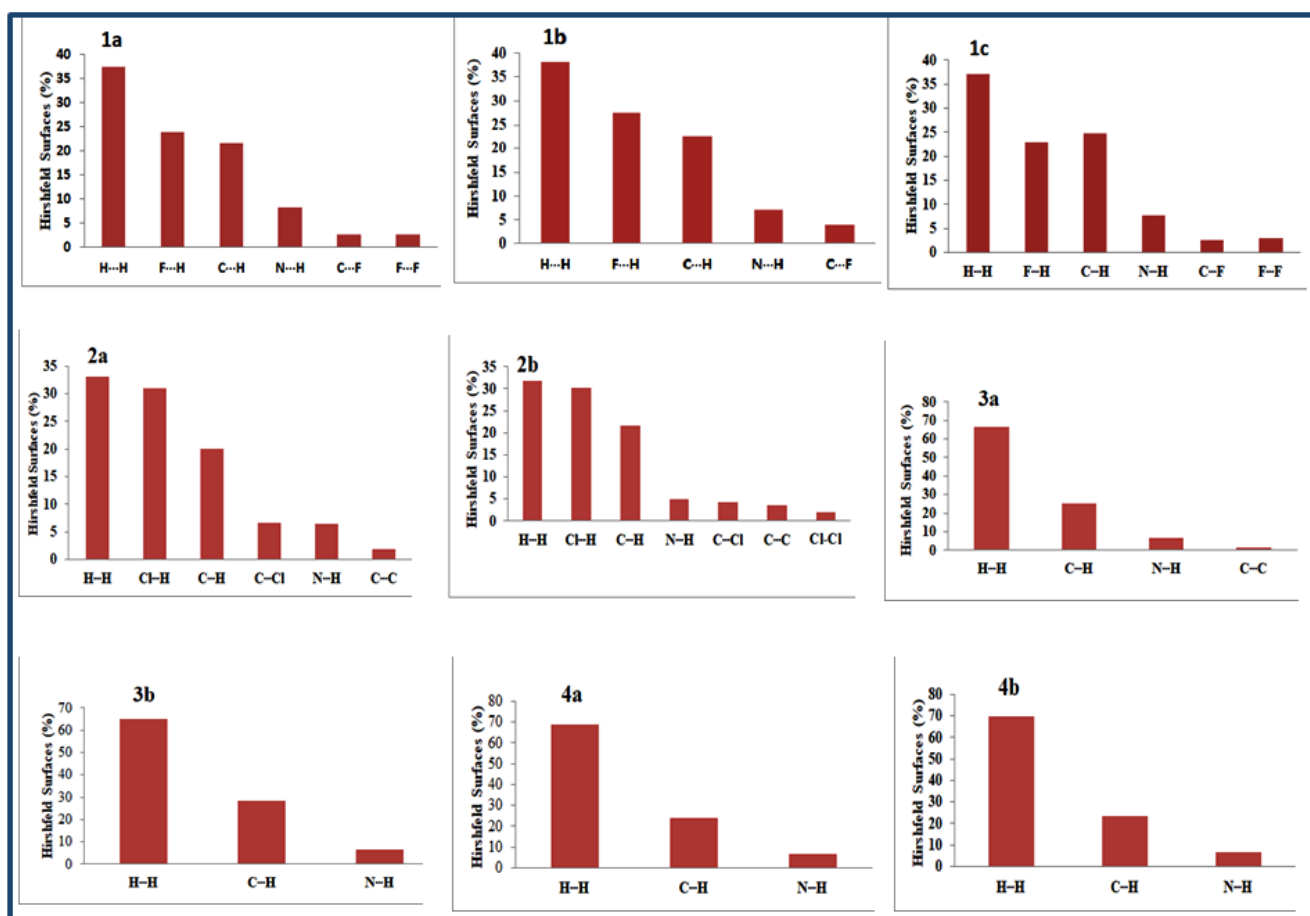 1a
Hirshfeld Surfaces (%)
40
35
30
25
20
15
10
5
0
H···H F···H C···H N···H C···F F···F
1b
Hirshfeld Surfaces (%)
40
35
30
25
20
15
10
5
0
H···H F···H C···H N···H C···F
1c
Hirshfeld Surfaces (%)
40
35
30
25
20
15
10
5
0
H--H F--H C--H N--H C--F F--F
2a
Hirshfeld Surfaces (%)
35
30
25
20
15
10
5
0
H--H Cl--H C--H C--Cl N--H C--C
2b
Hirshfeld Surfaces (%)
35
30
25
20
15
10
5
0
H--H Cl--H C--H N--H C--Cl C--C Cl-Cl
3a
Hirshfeld Surfaces (%)
80
70
60
50
40
30
20
10
0
H--H C--H N--H C--C
3b
Hirshfeld Surfaces (%)
70
60
50
40
30
20
10
0
H--H C--H N--H
4a
Hirshfeld Surfaces (%)
80
70
60
50
40
30
20
10
0
H--H C--H N--H
4b
Hirshfeld Surfaces (%)
80
70
60
50
40
30
20
10
0
H--H C--H N--H